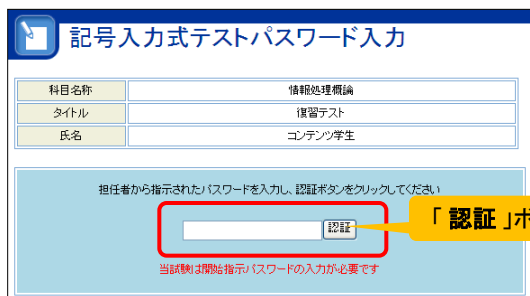 記号入力式テストパスワード入力
科目名称 情報処理概論
タイトル 復習テスト
氏名 コンテンツ学生
担任者から指示されたパスワードを入力し、認証ボタンをクリックしてください
認証
「認証」ボ
当試験は開始指示パスワードの入力が必要です